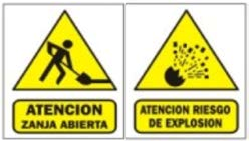 ATENCION
ZANJA ABIERTA
ATENCION RIESGO
DE EXPLOSION